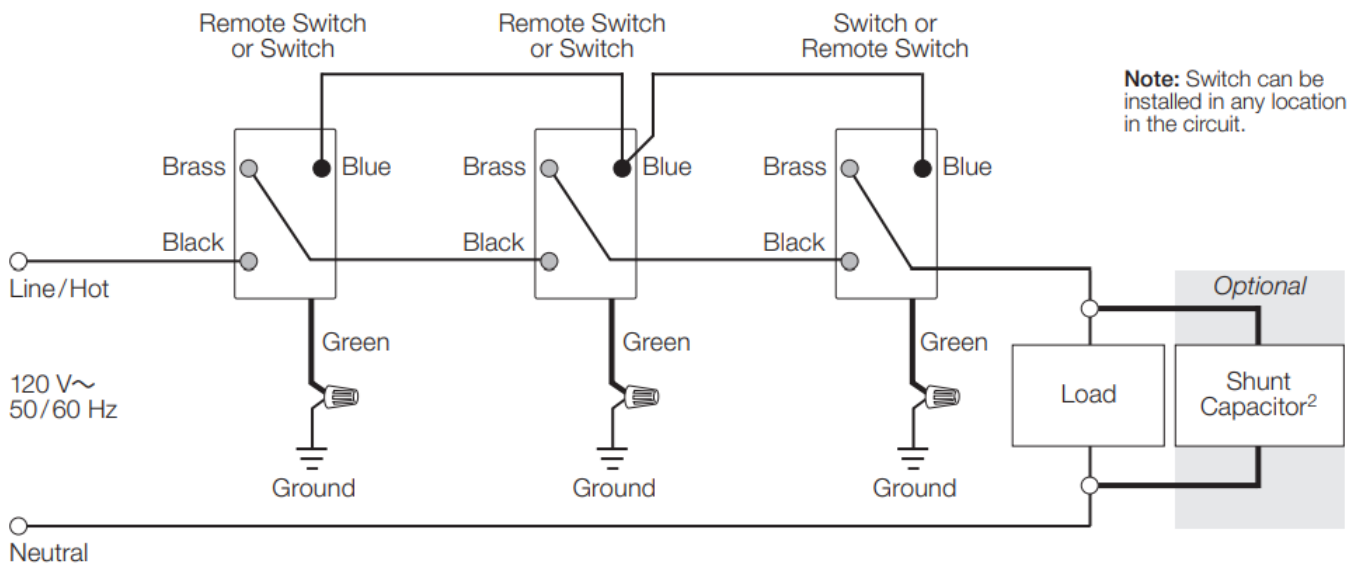 Remote Switch
or Switch
Remote Switch
or Switch
Switch or
Remote Switch
Note: Switch can be
installed in any location
in the circuit.
Brass
Blue
Brass
Blue
Brass
Blue
Black
Black
Black
Line/Hot
Optional
Green
Green
Green
120 V~
50/60 Hz
Load
Shunt
Capacitor²
Ground
Ground
Ground
Neutral